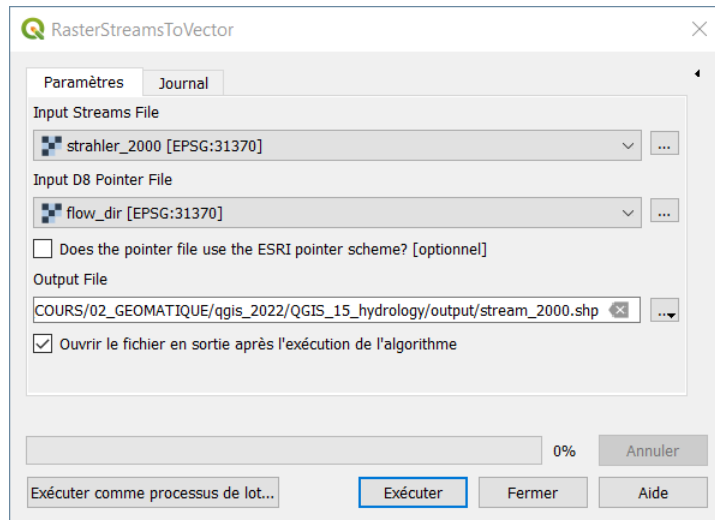 RasterStreamsToVector
Paramètres
Journal
Input Streams File
strahler_2000 [EPSG:31370]
...
Input D8 Pointer File
flow_dir [EPSG:31370]
...
Does the pointer file use the ESRI pointer scheme? [optionnel]
Output File
COURS/02_GEOMATIQUE/qgis_2022/QGIS_15_hydrology/output/stream_2000.shp
...
Ouvrir le fichier en sortie après l'exécution de l'algorithme
0%
Annuler
Exécuter comme processus de lot...
Exécuter
Fermer
Aide